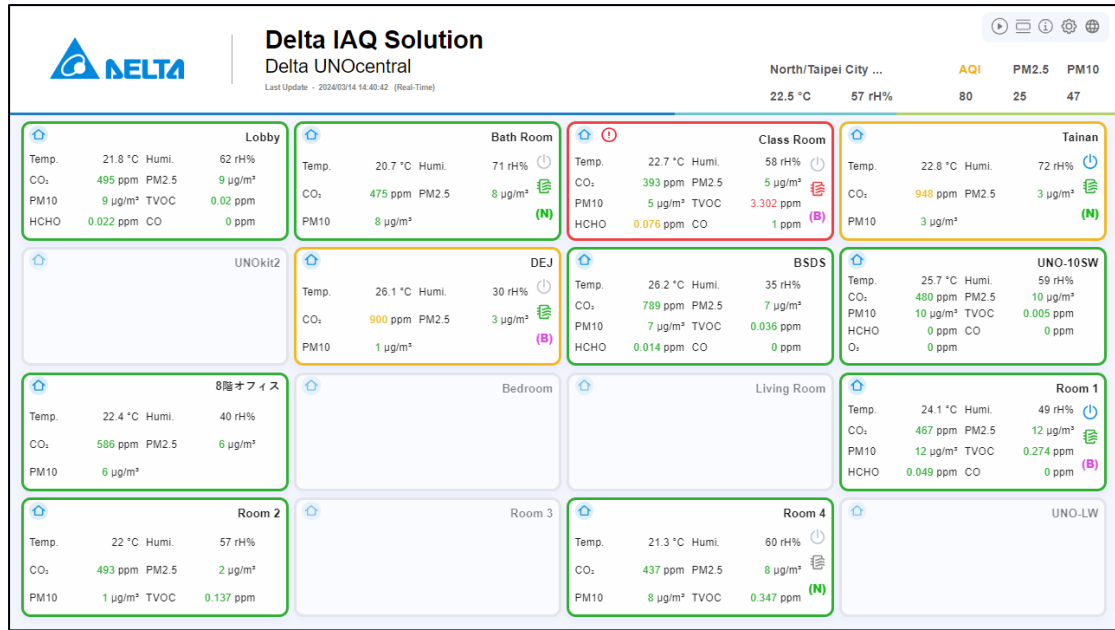 DELTA
Delta IAQ Solution
Delta UNOcentral
Last Update - 2024/03/14 14:40:42 (Real-Time)
North/Taipei City ... AQI PM2.5 PM10
22.5 °C 57 rH% 80 25 47
Lobby
Temp. 21.8 °C Humi. 62 rH%
CO₂ 495 ppm PM2.5 9 µg/m³
PM10 9 µg/m³ TVOC 0.02 ppm
HCHO 0.022 ppm CO 0 ppm
Bath Room
Temp. 20.7 °C Humi. 71 rH%
CO₂ 475 ppm PM2.5 8 µg/m³
(N)
PM10 8 µg/m³
Class Room
Temp. 22.7 °C Humi. 58 rH%
CO₂ 393 ppm PM2.5 5 µg/m³
PM10 5 µg/m³ TVOC 3.302 ppm
(B)
HCHO 0.076 ppm CO 1 ppm
Tainan
Temp. 22.8 °C Humi. 72 rH%
CO₂ 948 ppm PM2.5 3 µg/m³
(N)
PM10 3 µg/m³
UNOkit2
DEJ
Temp. 26.1 °C Humi. 30 rH%
CO₂ 900 ppm PM2.5 3 µg/m³
(B)
PM10 1 µg/m³
BSDS
Temp. 26.2 °C Humi. 35 rH%
CO₂ 789 ppm PM2.5 7 µg/m³
PM10 7 µg/m³ TVOC 0.036 ppm
HCHO 0.014 ppm CO 0 ppm
UNO-10SW
Temp. 25.7 °C Humi. 59 rH%
CO₂ 480 ppm PM2.5 10 µg/m³
PM10 10 µg/m³ TVOC 0.005 ppm
HCHO 0 ppm CO 0 ppm
O₃ 0 ppm
8階オフィス
Temp. 22.4 °C Humi. 40 rH%
CO₂ 586 ppm PM2.5 6 µg/m³
PM10 6 µg/m³
Bedroom
Living Room
Room 1
Temp. 24.1 °C Humi. 49 rH%
CO₂ 467 ppm PM2.5 12 µg/m³
PM10 12 µg/m³ TVOC 0.274 ppm
(B)
HCHO 0.049 ppm CO 0 ppm
Room 2
Temp. 22 °C Humi. 57 rH%
CO₂ 493 ppm PM2.5 2 µg/m³
PM10 1 µg/m³ TVOC 0.137 ppm
Room 3
Room 4
Temp. 21.3 °C Humi. 60 rH%
CO₂ 437 ppm PM2.5 8 µg/m³
(N)
PM10 8 µg/m³ TVOC 0.347 ppm
UNO-LW